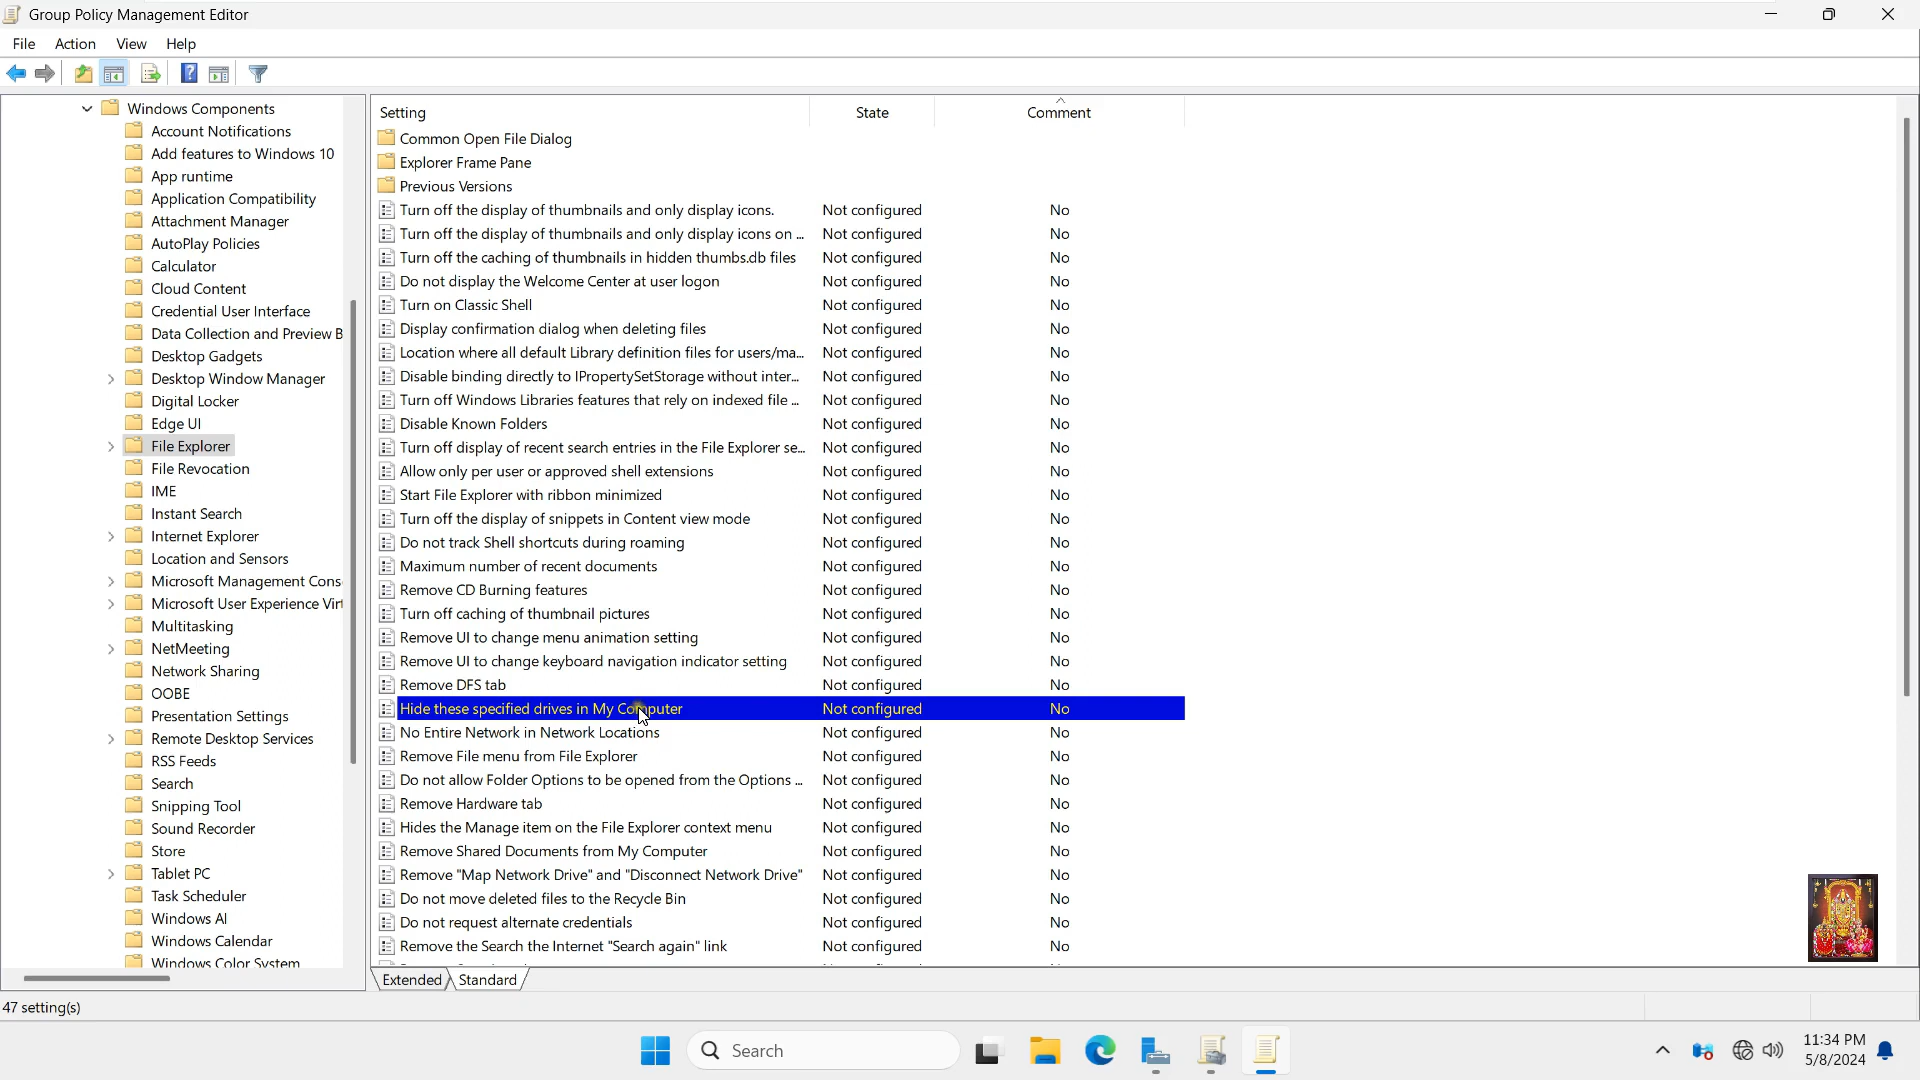 Group Policy Management Editor
File Action View Help
Windows Components
Account Notifications
Add features to Windows 10
App runtime
Application Compatibility
Attachment Manager
AutoPlay Policies
Calculator
Cloud Content
Credential User Interface
Data Collection and Preview B
Desktop Gadgets
Desktop Window Manager
Digital Locker
Edge UI
File Explorer
File Revocation
IME
Instant Search
Internet Explorer
Location and Sensors
Microsoft Management Cons
Microsoft User Experience Virt
Multitasking
NetMeeting
Network Sharing
OOBE
Presentation Settings
Remote Desktop Services
RSS Feeds
Search
Snipping Tool
Sound Recorder
Store
Tablet PC
Task Scheduler
Windows AI
Windows Calendar
Windows Color System
Setting State Comment
Common Open File Dialog
Explorer Frame Pane
Previous Versions
Turn off the display of thumbnails and only display icons. Not configured No
Turn off the display of thumbnails and only display icons on ... Not configured No
Turn off the caching of thumbnails in hidden thumbs.db files Not configured No
Do not display the Welcome Center at user logon Not configured No
Turn on Classic Shell Not configured No
Display confirmation dialog when deleting files Not configured No
Location where all default Library definition files for users/ma... Not configured No
Disable binding directly to IPropertySetStorage without inter... Not configured No
Turn off Windows Libraries features that rely on indexed file ... Not configured No
Disable Known Folders Not configured No
Turn off display of recent search entries in the File Explorer se... Not configured No
Allow only per user or approved shell extensions Not configured No
Start File Explorer with ribbon minimized Not configured No
Turn off the display of snippets in Content view mode Not configured No
Do not track Shell shortcuts during roaming Not configured No
Maximum number of recent documents Not configured No
Remove CD Burning features Not configured No
Turn off caching of thumbnail pictures Not configured No
Remove UI to change menu animation setting Not configured No
Remove UI to change keyboard navigation indicator setting Not configured No
Remove DFS tab Not configured No
Hide these specified drives in My Computer Not configured No
No Entire Network in Network Locations Not configured No
Remove File menu from File Explorer Not configured No
Do not allow Folder Options to be opened from the Options ... Not configured No
Remove Hardware tab Not configured No
Hides the Manage item on the File Explorer context menu Not configured No
Remove Shared Documents from My Computer Not configured No
Remove "Map Network Drive" and "Disconnect Network Drive" Not configured No
Do not move deleted files to the Recycle Bin Not configured No
Do not request alternate credentials Not configured No
Remove the Search the Internet "Search again" link Not configured No
Extended Standard
47 setting(s)
Search
11:34 PM
5/8/2024